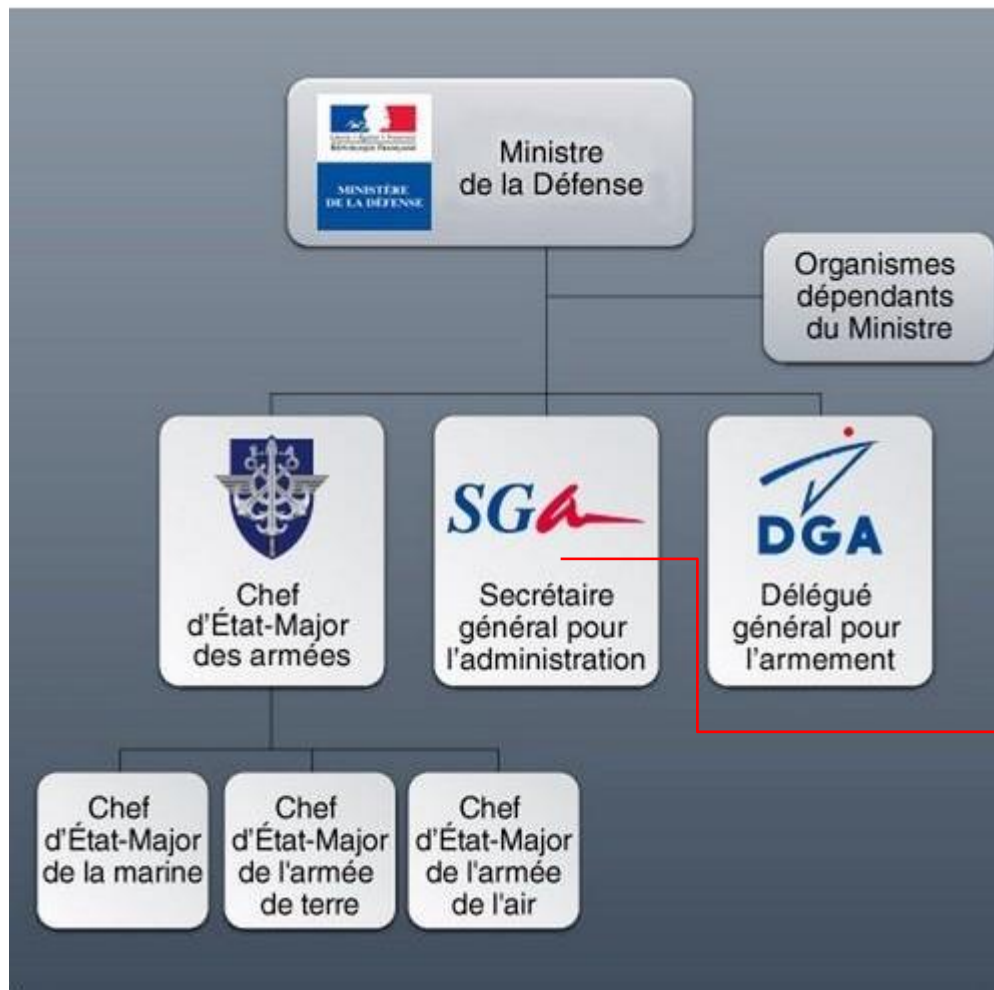 RÉPUBLIQUE FRANÇAISE
MINISTÈRE
DE LA DÉFENSE
Ministre
de la Défense
Organismes
dépendants
du Ministre
Chef
d'État-Major
des armées
SGa
Secrétaire
général pour
l'administration
DGA
Délégué
général pour
l'armement
Chef
d'État-Major
de la marine
Chef
d'État-Major
de l'armée
de terre
Chef
d'État-Major
de l'armée
de l'air